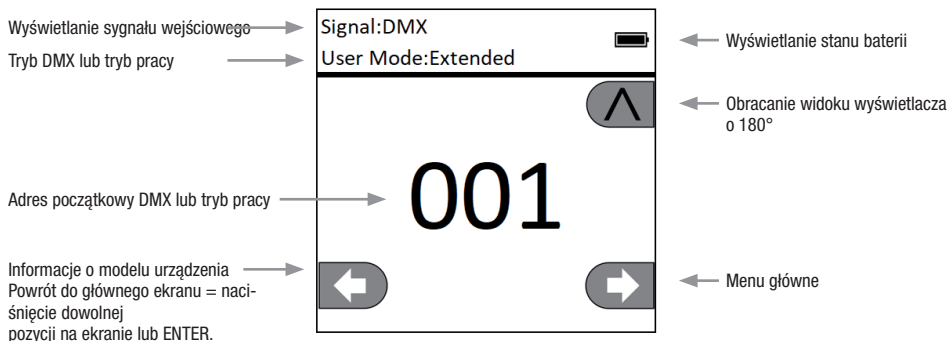 Wyświetlanie sygnału wejściowego
Tryb DMX lub tryb pracy
Signal:DMX
User Mode:Extended
Wyświetlanie stanu baterii
Obracanie widoku wyświetlacza
o 180°
Adres początkowy DMX lub tryb pracy
001
Informacje o modelu urządzenia
Powrót do głównego ekranu = naci-
śnięcie dowolnej
pozycji na ekranie lub ENTER.
Menu główne